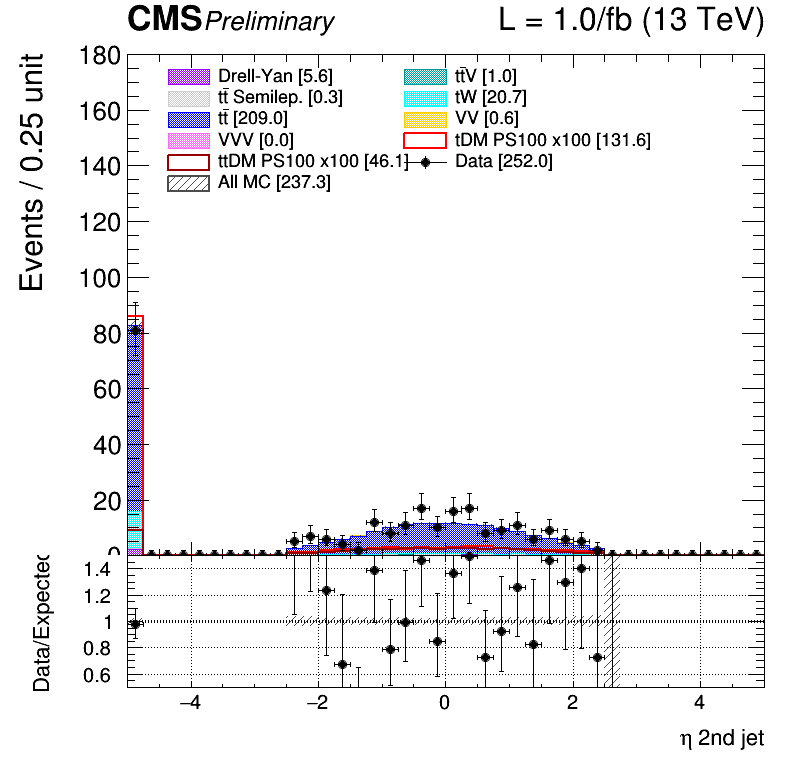 CMS Preliminary L = 1.0/fb (13 TeV)
Events / 0.25 unit
180
160
140
120
100
80
60
40
20
0
Drell-Yan [5.6]
tt̄ Semilep. [0.3]
tt̄ [209.0]
VVV [0.0]
ttDM PS100 x100 [46.1]
All MC [237.3]
tt̄V [1.0]
tW [20.7]
VV [0.6]
tDM PS100 x100 [131.6]
Data [252.0]
Data/Expected
1.4
1.2
1
0.8
0.6
−4 −2 0 2 4
η 2nd jet